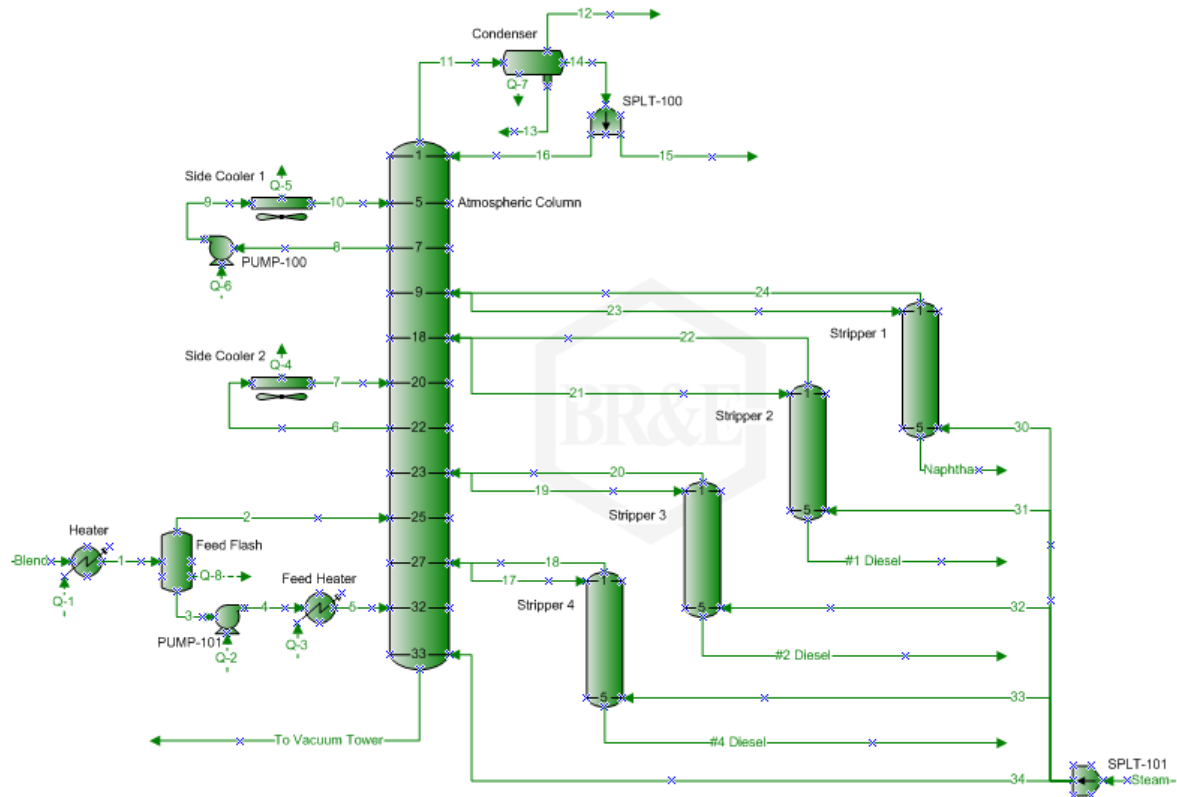 12
Condenser
11
14
Q-7
SPLT-100
13
1
16
15
Side Cooler 1
Q-5
9
10
5
Atmospheric Column
8
7
PUMP-100
Q-6
9
24
23
1
Stripper 1
18
22
Side Cooler 2
Q-4
7
20
21
1
Stripper 2
BR&E
6
22
5
30
Naphtha
23
20
19
1
Stripper 3
5
31
2
25
Heater
Feed Flash
Blend
1
Q-8
27
18
17
1
#1 Diesel
Feed Heater
Stripper 4
Q-1
3
4
5
32
5
32
PUMP-101
Q-2
Q-3
33
#2 Diesel
5
33
To Vacuum Tower
#4 Diesel
SPLT-101
34
Steam